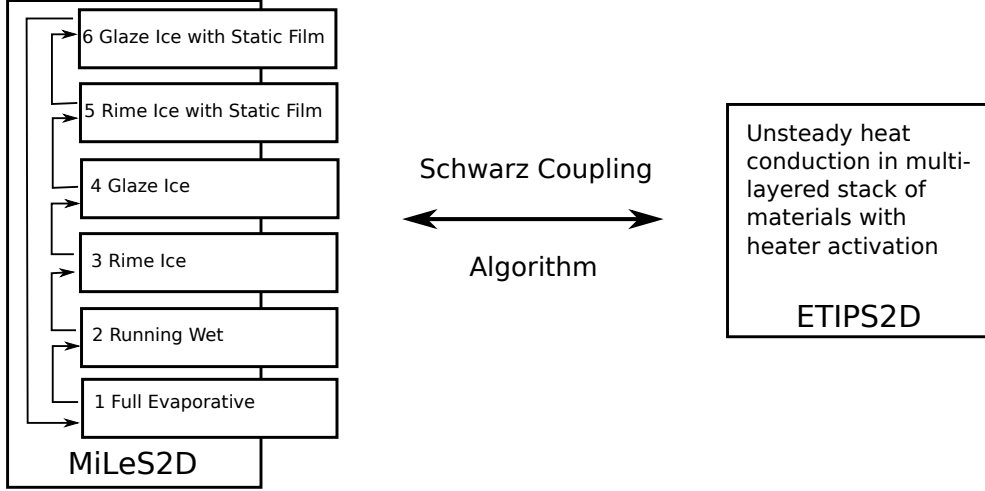 6 Glaze Ice with Static Film
5 Rime Ice with Static Film
4 Glaze Ice
3 Rime Ice
2 Running Wet
1 Full Evaporative
MiLeS2D
Schwarz Coupling
Algorithm
Unsteady heat
conduction in multi-
layered stack of
materials with
heater activation
ETIPS2D